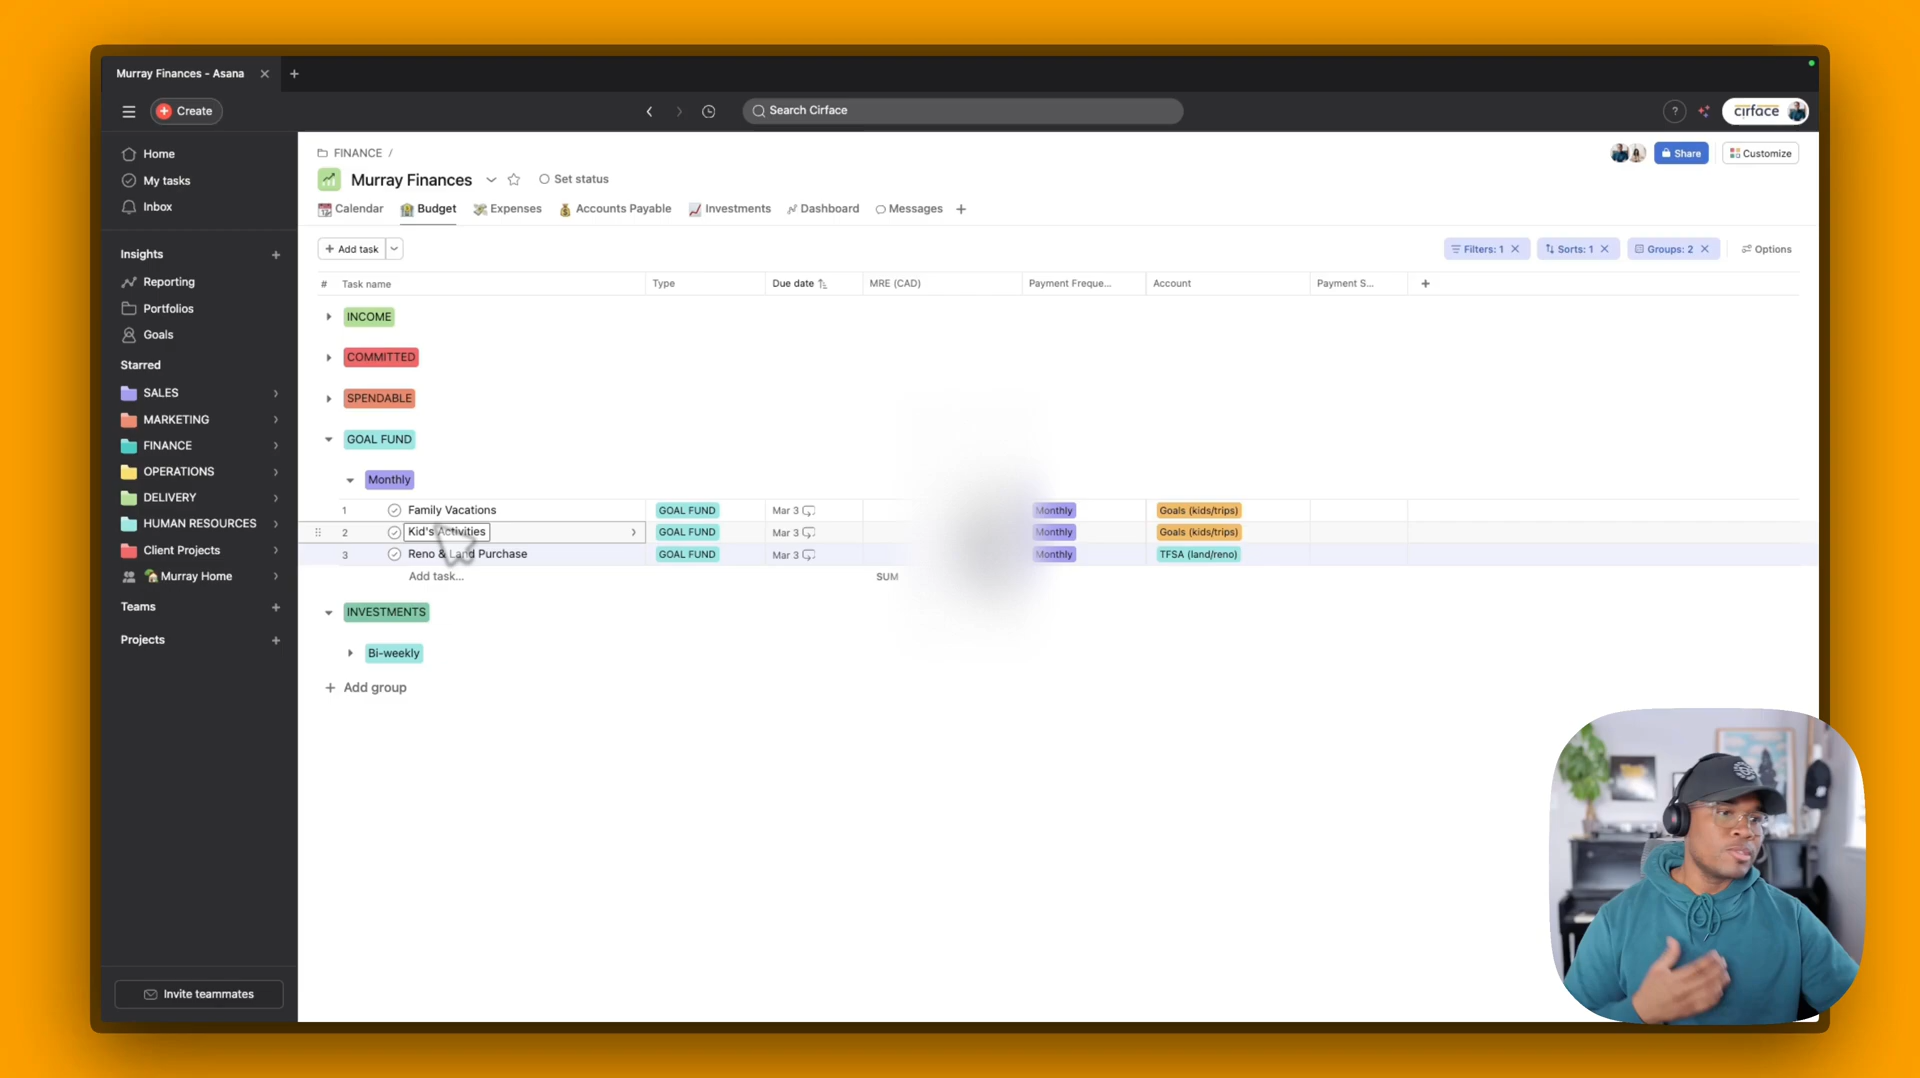 Murray Finances - Asana
Create
Search Cirface
?
cirface
Home
My tasks
Inbox
Insights
Reporting
Portfolios
Goals
Starred
SALES
MARKETING
FINANCE
OPERATIONS
DELIVERY
HUMAN RESOURCES
Client Projects
Murray Home
Teams
Projects
Invite teammates
FINANCE /
Murray Finances
Set status
Share
Customize
Calendar Budget Expenses Accounts Payable Investments Dashboard Messages
Add task
Filters: 1
Sorts: 1
Groups: 2
Options
# Task name Type Due date MRE (CAD) Payment Freque... Account Payment S...
INCOME
COMMITTED
SPENDABLE
GOAL FUND
Monthly
1 Family Vacations GOAL FUND Mar 3 Monthly Goals (kids/trips)
2 Kid's Activities GOAL FUND Mar 3 Monthly Goals (kids/trips)
3 Reno & Land Purchase GOAL FUND Mar 3 Monthly TFSA (land/reno)
Add task... SUM
INVESTMENTS
Bi-weekly
Add group